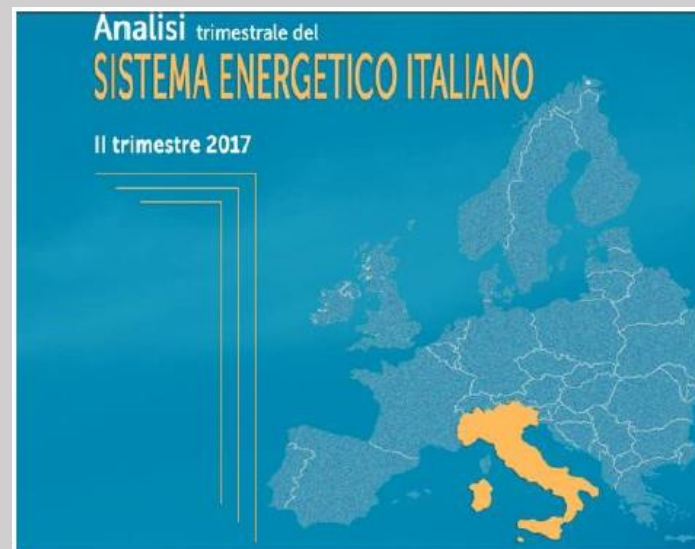 Analisi trimestrale del
SISTEMA ENERGETICO ITALIANO
II trimestre 2017